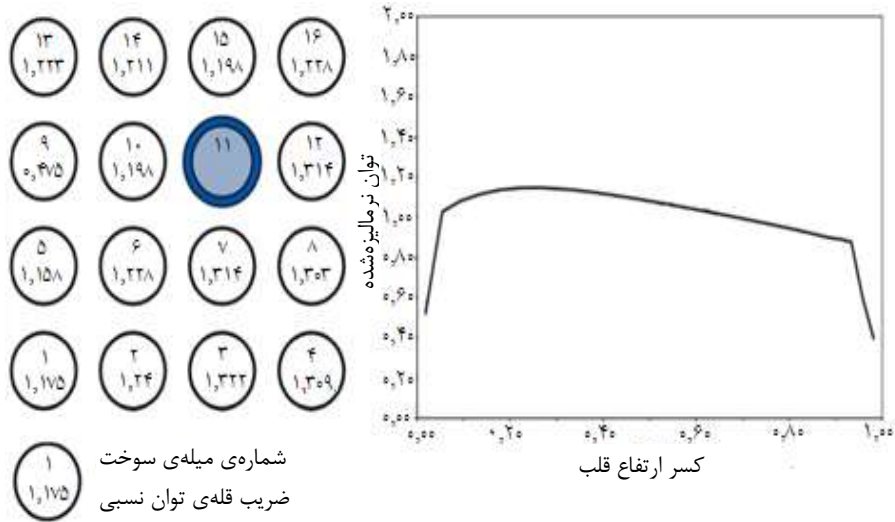 ۱۳ ۱۴ ۱۵ ۱۶
۱,۲۲۳ ۱,۲۱۱ ۱,۱۹۸ ۱,۲۲۸
۹ ۱۰ ۱۱ ۱۲
۰,۴۷۵ ۱,۱۹۸ ۱,۳۱۴
۵ ۶ ۷ ۸
۱,۱۵۸ ۱,۲۲۸ ۱,۳۱۴ ۱,۳۰۳
۱ ۲ ۳ ۴
۱,۱۷۵ ۱,۲۴ ۱,۳۲۲ ۱,۳۰۹
۱
۱,۱۷۵
شماره‌ی میله‌ی سوخت
ضریب قله‌ی توان نسبی
توان نرمالیزه‌شده
۲,۰۰
۱,۸۰
۱,۶۰
۱,۴۰
۱,۲۰
۱,۰۰
۰,۸۰
۰,۶۰
۰,۴۰
۰,۲۰
۰,۰۰
۰,۰۰ ۰,۲۰ ۰,۴۰ ۰,۶۰ ۰,۸۰ ۱,۰۰
کسر ارتفاع قلب